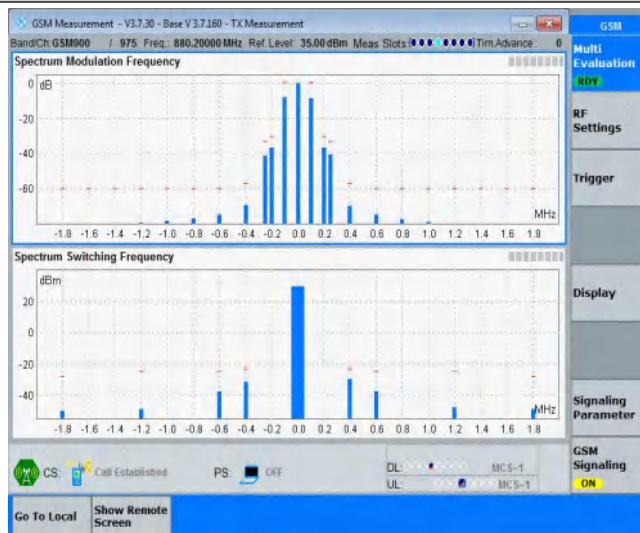 GSM Measurement - V3.7.30 - Base V 3.7.160 - TX Measurement
GSM
Band/Ch: GSM900 / 975 Freq.: 880.20000 MHz Ref. Level: 35.00 dBm Meas Slots: Tim.Advance: 0
Multi
Evaluation
RDY
Spectrum Modulation Frequency
0 dB
-20
-40
-60
MHz
-1.8 -1.6 -1.4 -1.2 -1.0 -0.8 -0.6 -0.4 -0.2 0.0 0.2 0.4 0.6 0.8 1.0 1.2 1.4 1.6 1.8
RF
Settings
Trigger
Spectrum Switching Frequency
dBm
20
0
-20
-40
MHz
-1.8 -1.6 -1.4 -1.2 -1.0 -0.8 -0.6 -0.4 -0.2 0.0 0.2 0.4 0.6 0.8 1.0 1.2 1.4 1.6 1.8
Display
Signaling
Parameter
CS: Call Established PS: OFF DL: MCS-1
UL: MCS-1
GSM
Signaling
ON
Go To Local
Show Remote
Screen